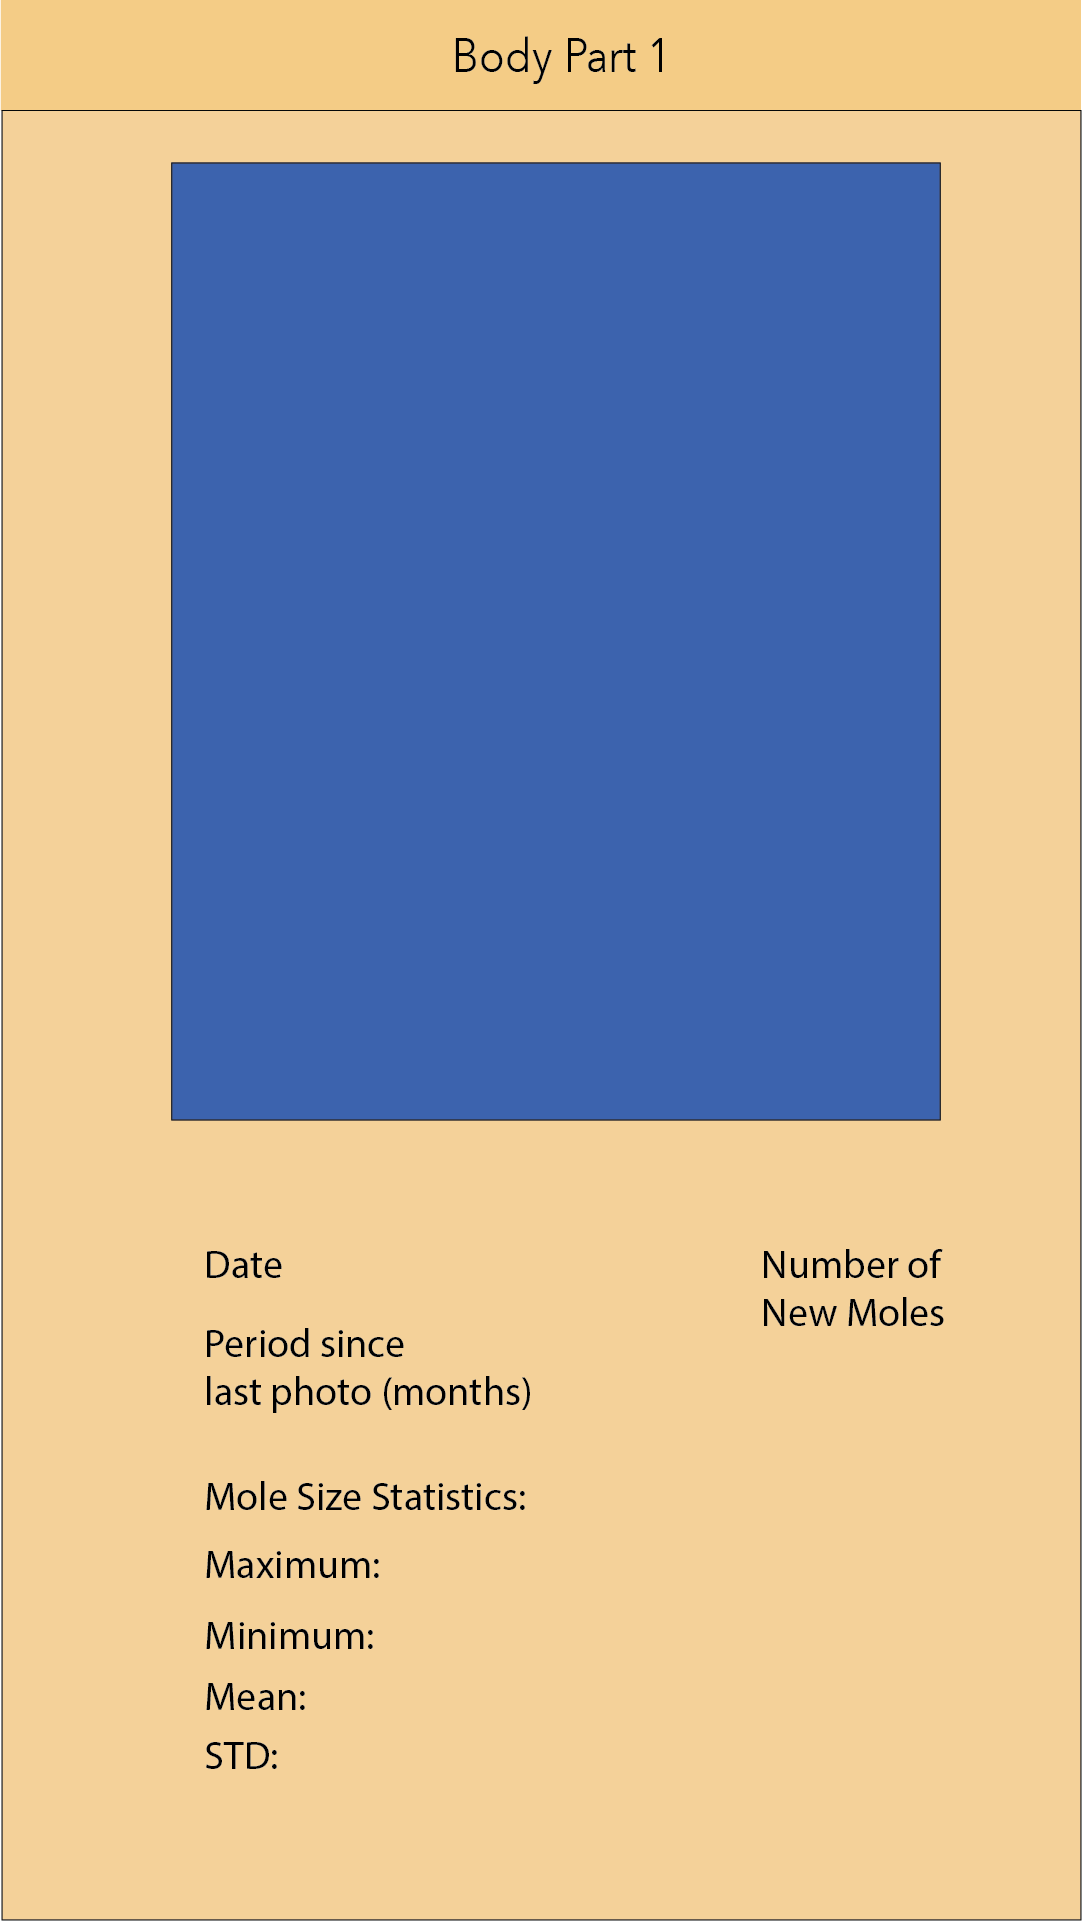 Body Part 1
Date
Number of
New Moles
Period since
last photo (months)
Mole Size Statistics:
Maximum:
Minimum:
Mean:
STD: